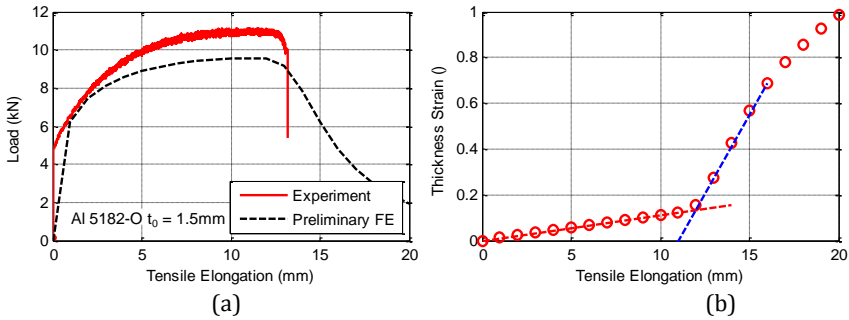 12
10
8
6
4
2
0
Load (kN)
Al 5182-O t₀ = 1.5mm
Experiment
Preliminary FE
0 5 10 15 20
Tensile Elongation (mm)
(a)
1
0.8
0.6
0.4
0.2
0
Thickness Strain ()
0 5 10 15 20
Tensile Elongation (mm)
(b)